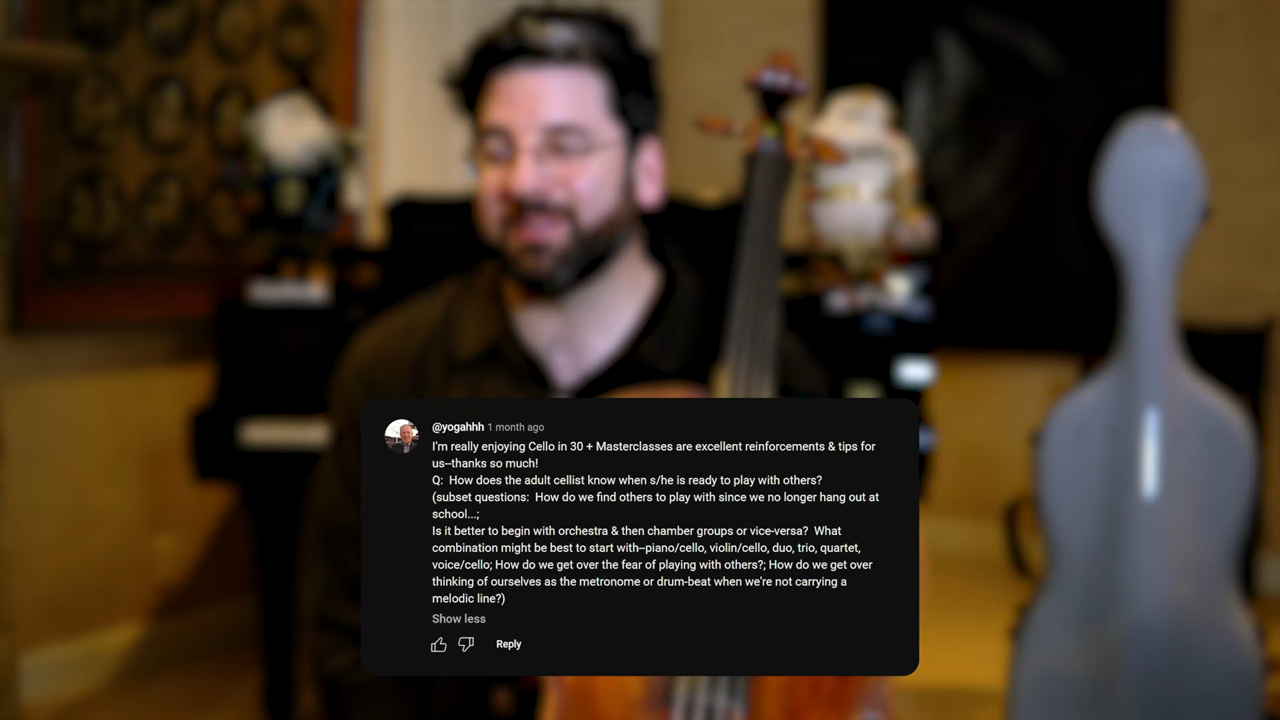 @yogahhh 1 month ago
I'm really enjoying Cello in 30 + Masterclasses are excellent reinforcements & tips for
us--thanks so much!
Q:  How does the adult cellist know when s/he is ready to play with others?
(subset questions:  How do we find others to play with since we no longer hang out at
school...;
Is it better to begin with orchestra & then chamber groups or vice-versa?  What
combination might be best to start with--piano/cello, violin/cello, duo, trio, quartet,
voice/cello; How do we get over the fear of playing with others?; How do we get over
thinking of ourselves as the metronome or drum-beat when we're not carrying a
melodic line?)
Show less
Reply